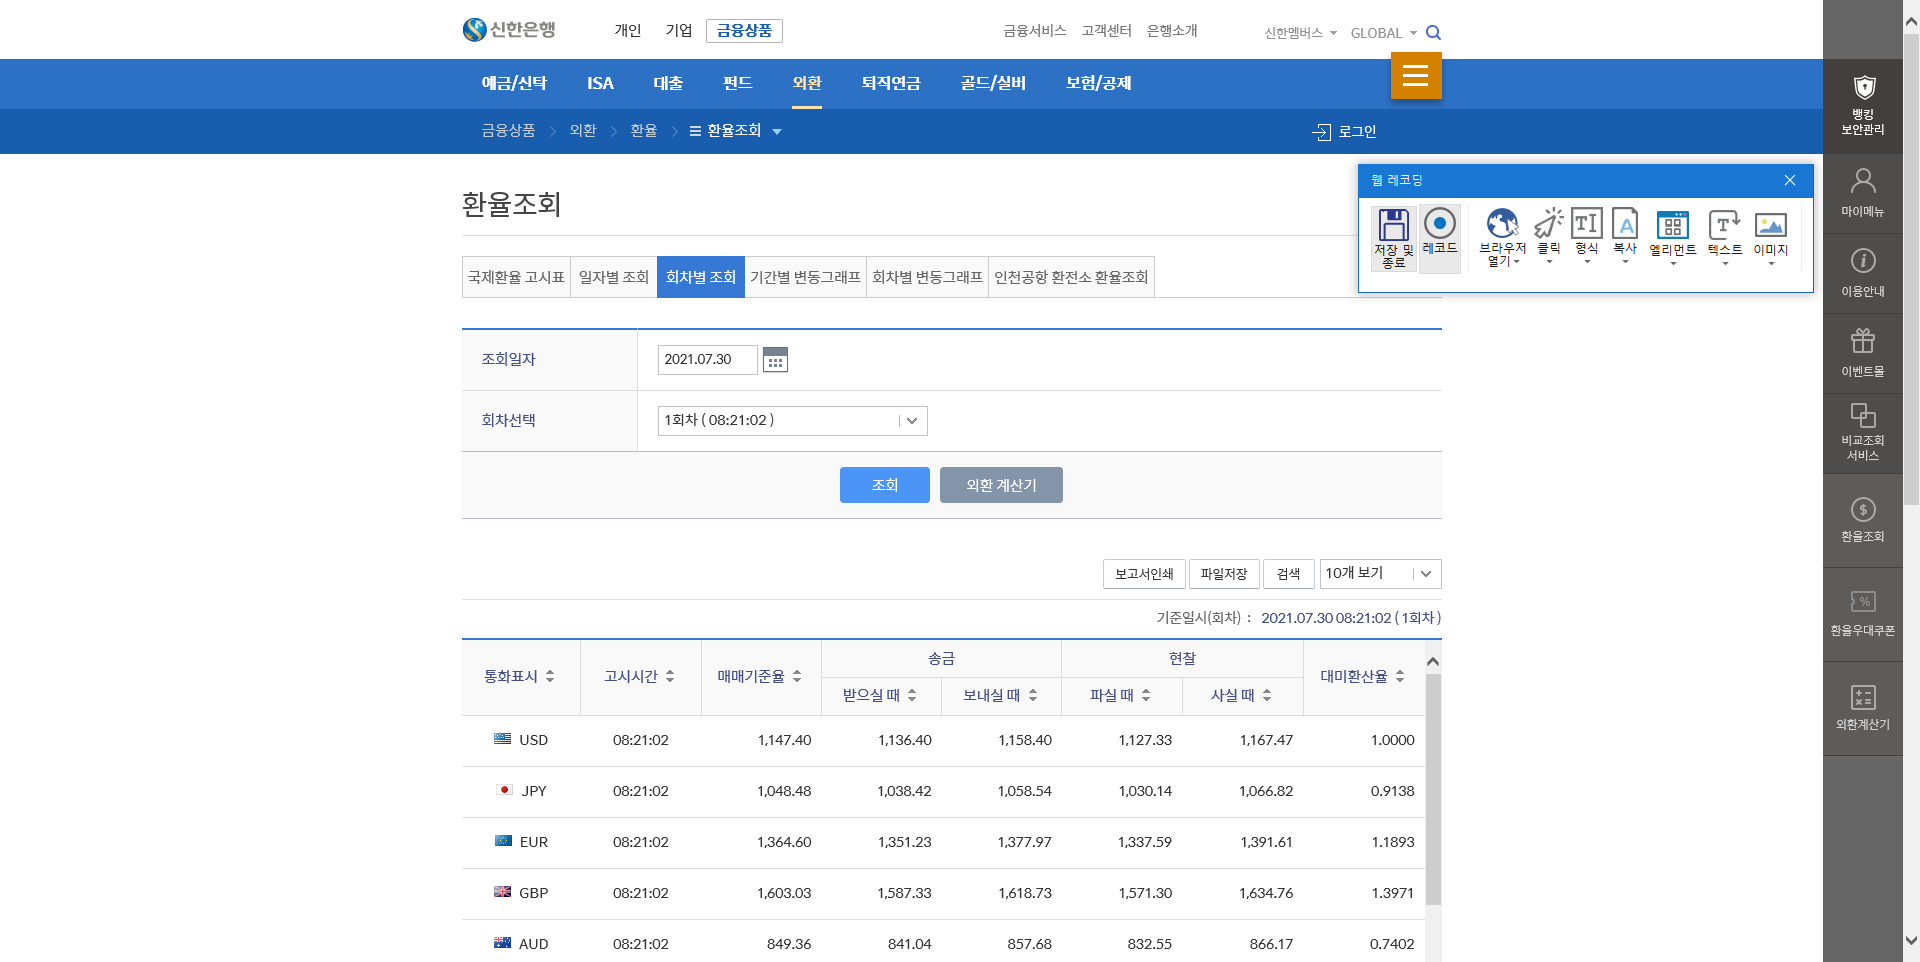 신한은행
개인 기업 금융상품
금융서비스 고객센터 은행소개
신한멤버스 GLOBAL
예금/신탁 ISA 대출 펀드 외환 퇴직연금 골드/실버 보험/공제
금융상품 외환 환율 환율조회
로그인
환율조회
웹 레코딩
저장 및 종료
레코드
브라우저 열기
클릭
형식
복사
엘리먼트
텍스트
이미지
국제환율 고시표 일자별 조회 회차별 조회 기간별 변동그래프 회차별 변동그래프 인천공항 환전소 환율조회
조회일자 2021.07.30
회차선택 1회차 ( 08:21:02 )
조회 외환 계산기
보고서인쇄 파일저장 검색 10개 보기
기준일시(회차) : 2021.07.30 08:21:02 ( 1회차 )
통화표시 고시시간 매매기준율 송금 현찰 대미환산율
받으실 때 보내실 때 파실 때 사실 때
USD 08:21:02 1,147.40 1,136.40 1,158.40 1,127.33 1,167.47 1.0000
JPY 08:21:02 1,048.48 1,038.42 1,058.54 1,030.14 1,066.82 0.9138
EUR 08:21:02 1,364.60 1,351.23 1,377.97 1,337.59 1,391.61 1.1893
GBP 08:21:02 1,603.03 1,587.33 1,618.73 1,571.30 1,634.76 1.3971
AUD 08:21:02 849.36 841.04 857.68 832.55 866.17 0.7402
뱅킹
보안관리
마이메뉴
이용안내
이벤트몰
비교조회
서비스
환율조회
환율우대쿠폰
외환계산기